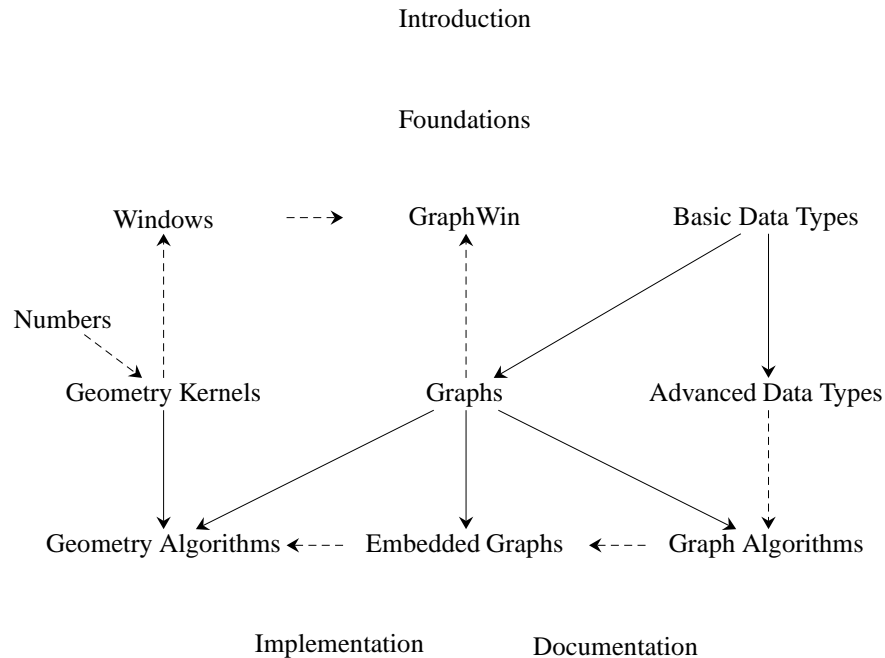 Introduction
Foundations
Windows
GraphWin
Basic Data Types
Numbers
Geometry Kernels
Graphs
Advanced Data Types
Geometry Algorithms
Embedded Graphs
Graph Algorithms
Implementation
Documentation